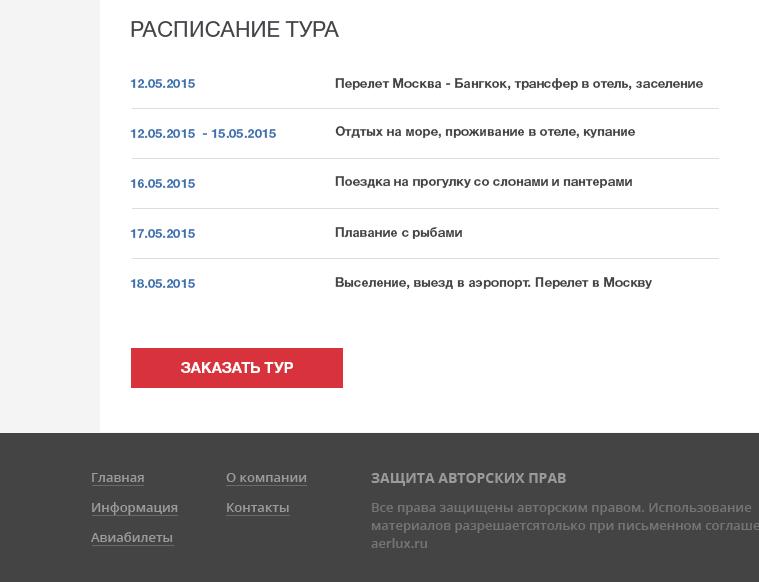 РАСПИСАНИЕ ТУРА
12.05.2015 Перелет Москва - Бангкок, трансфер в отель, заселение
12.05.2015 - 15.05.2015 Отдтых на море, проживание в отеле, купание
16.05.2015 Поездка на прогулку со слонами и пантерами
17.05.2015 Плавание с рыбами
18.05.2015 Выселение, выезд в аэропорт. Перелет в Москву
ЗАКАЗАТЬ ТУР
Главная
Информация
Авиабилеты
О компании
Контакты
ЗАЩИТА АВТОРСКИХ ПРАВ
Все права защищены авторским правом. Использование
материалов разрешаетсятолько при письменном соглаше
aerlux.ru